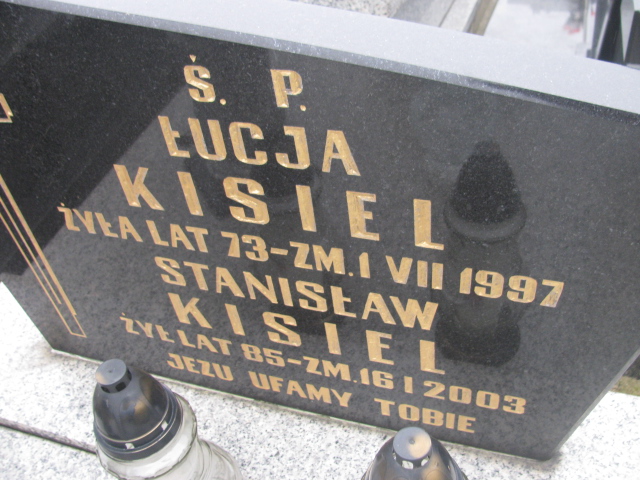 Ś. P.
ŁUCJA
KISIEL
ŻYŁA LAT 73-ZM. 1 VII 1997
STANISŁAW
KISIEL
ŻYŁ LAT 85-ZM. 16 I 2003
JEZU UFAMY TOBIE